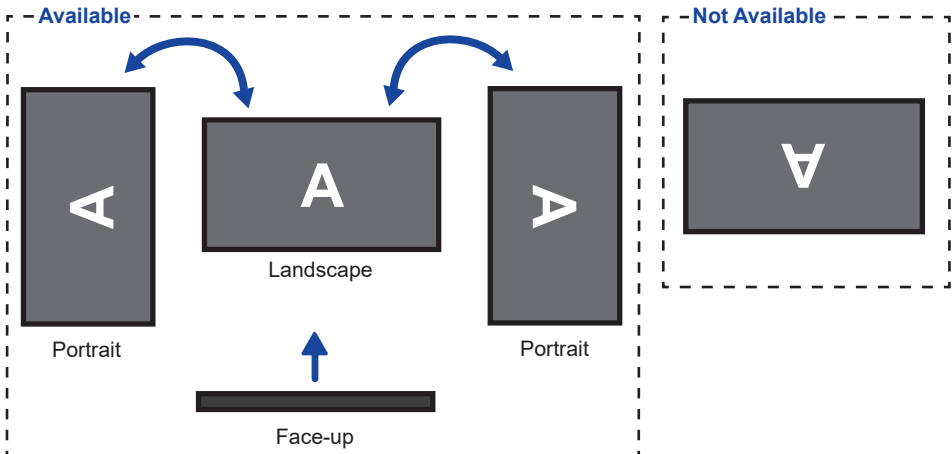 Available
Not Available
A
A
A
A
Landscape
Portrait
Portrait
Face-up